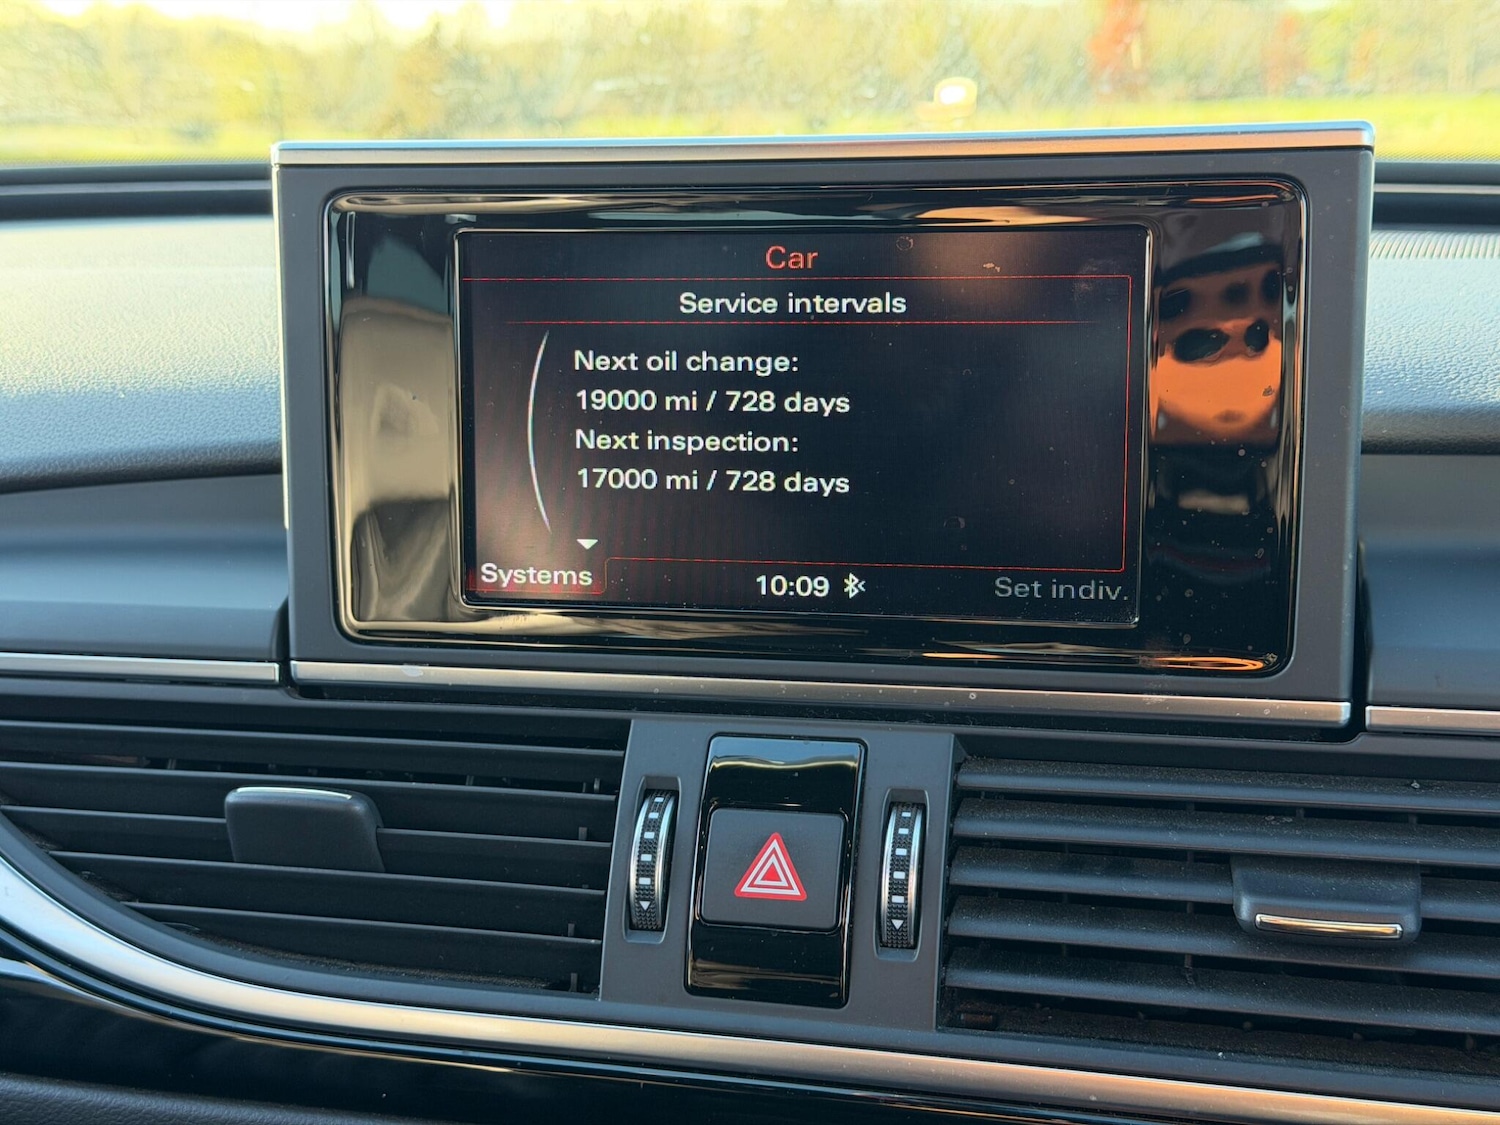 Car
Service intervals
Next oil change:
19000 mi / 728 days
Next inspection:
17000 mi / 728 days
Systems
10:09
Set indiv.